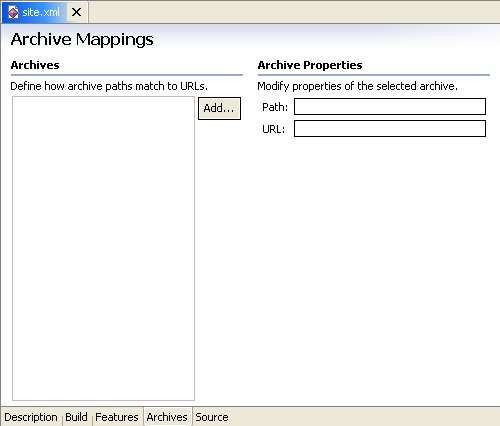 site.xml
Archive Mappings
Archives
Define how archive paths match to URLs.
Add...
Archive Properties
Modify properties of the selected archive.
Path:
URL:
Description Build Features Archives Source